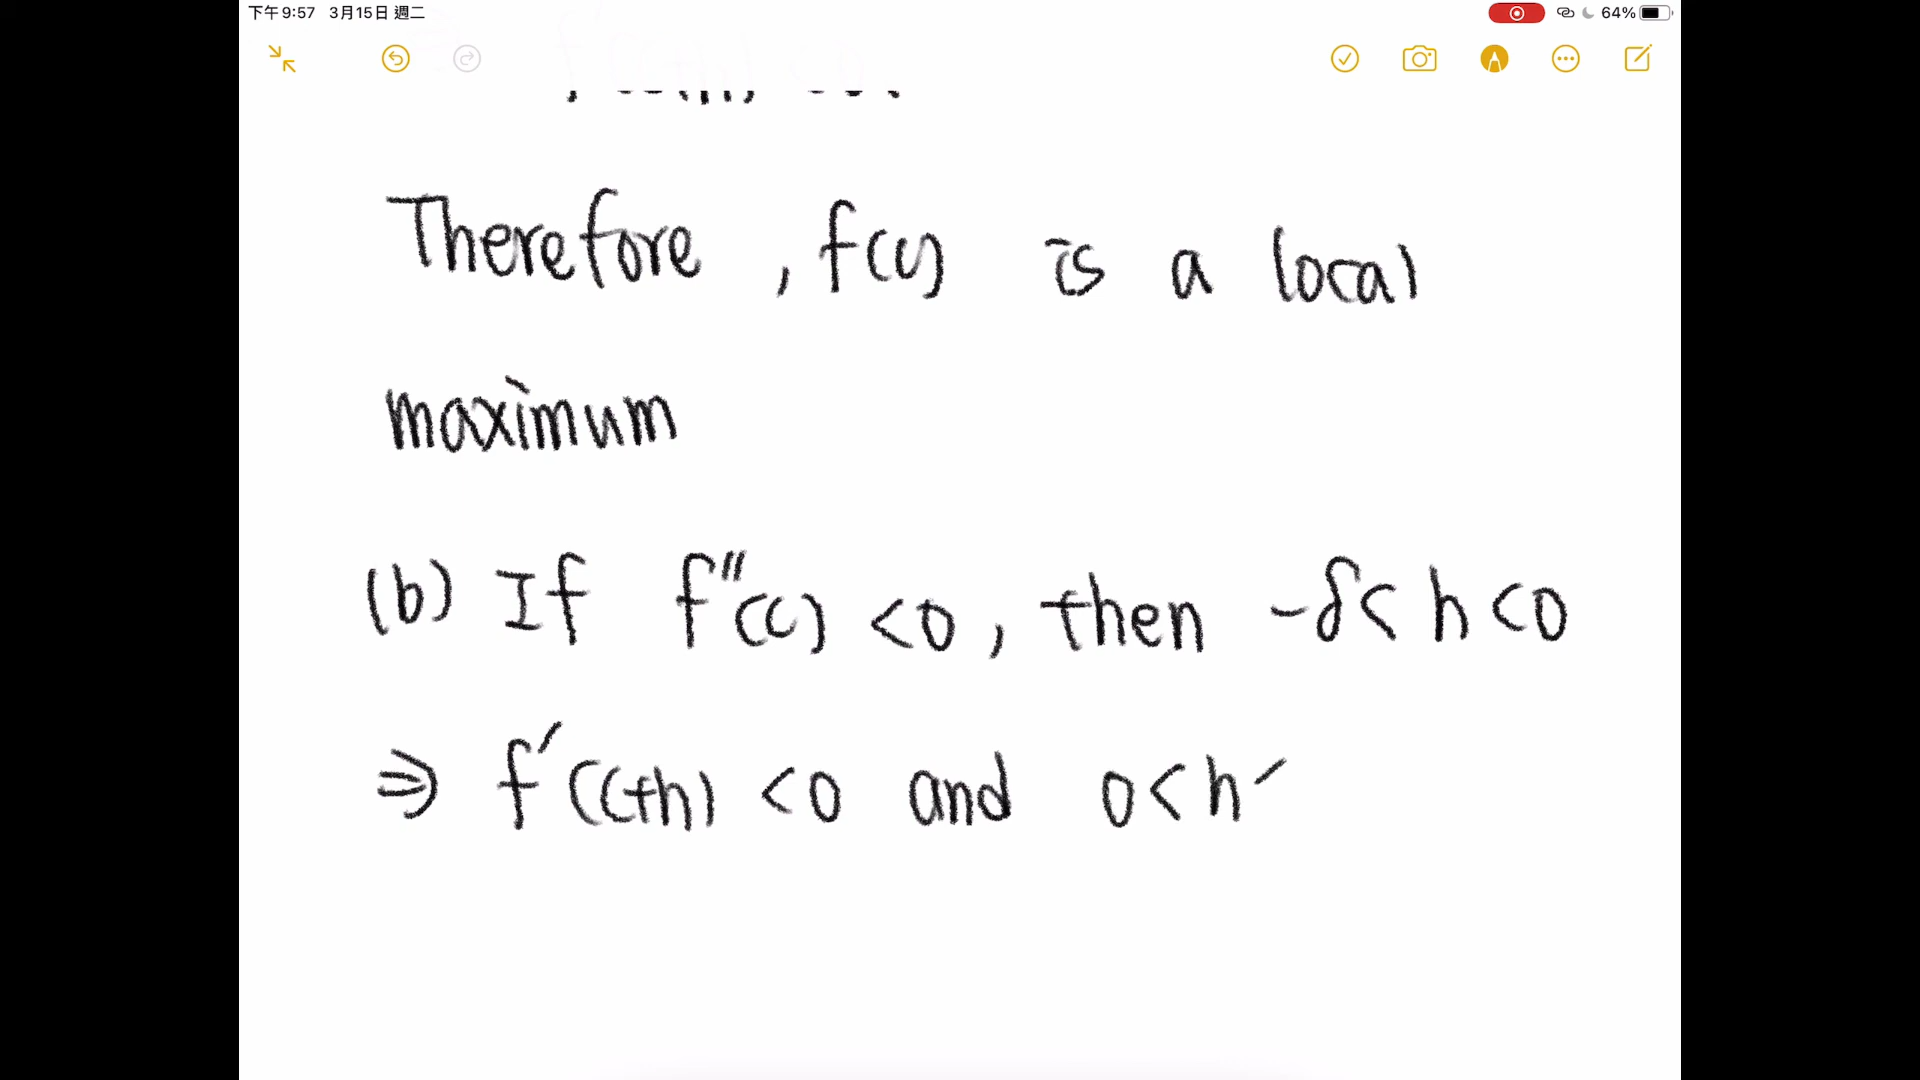 下午9:57 3月15日 週二 64%
Therefore , f(c) is a local
maximum
(b) If f″(c) <0, then -δ< h <0
⇒ f′(c+h) <0 and 0<h